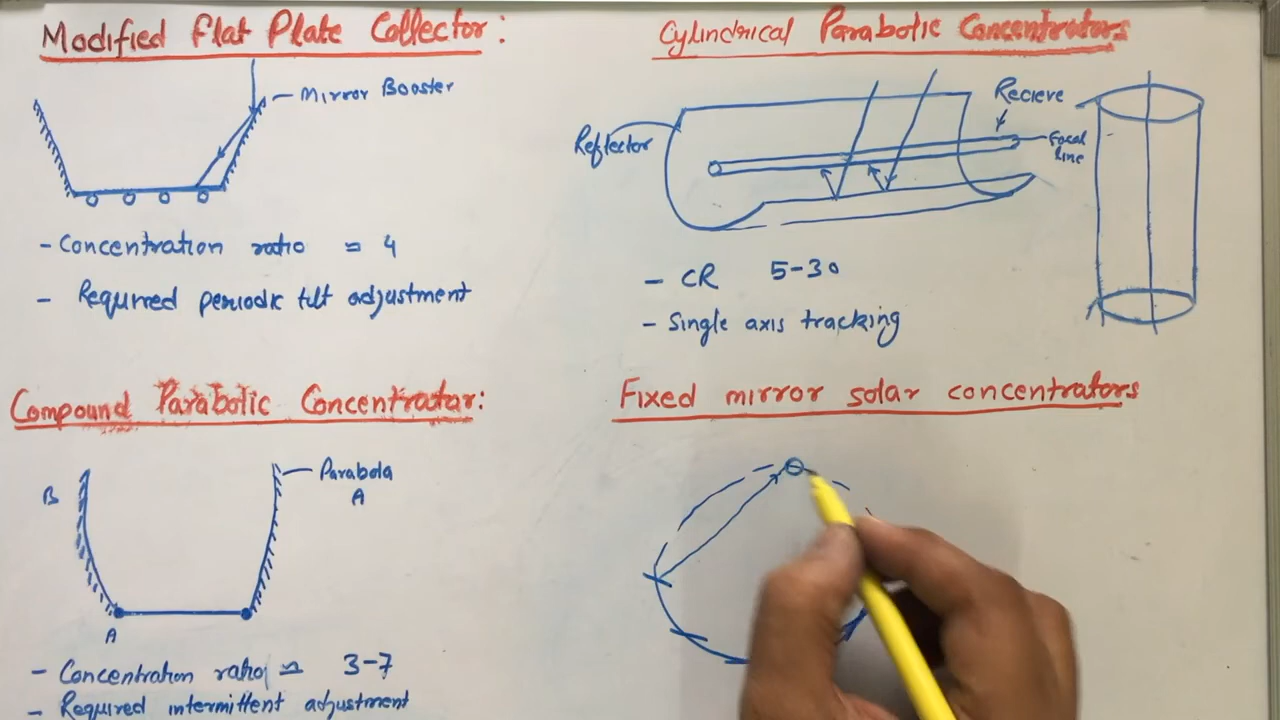 Modified Flat Plate Collector:
Mirror Booster
- Concentration ratio = 4
- Required periodic tilt adjustment
Compound Parabolic Concentrator:
B
Parabola
A
A
- Concentration ratio ≃ 3-7
- Required intermittent adjustment
Cylindrical Parabolic Concentrators
Recieve
Reflector
Focal
line
- CR 5-30
- Single axis tracking
Fixed mirror solar concentrators